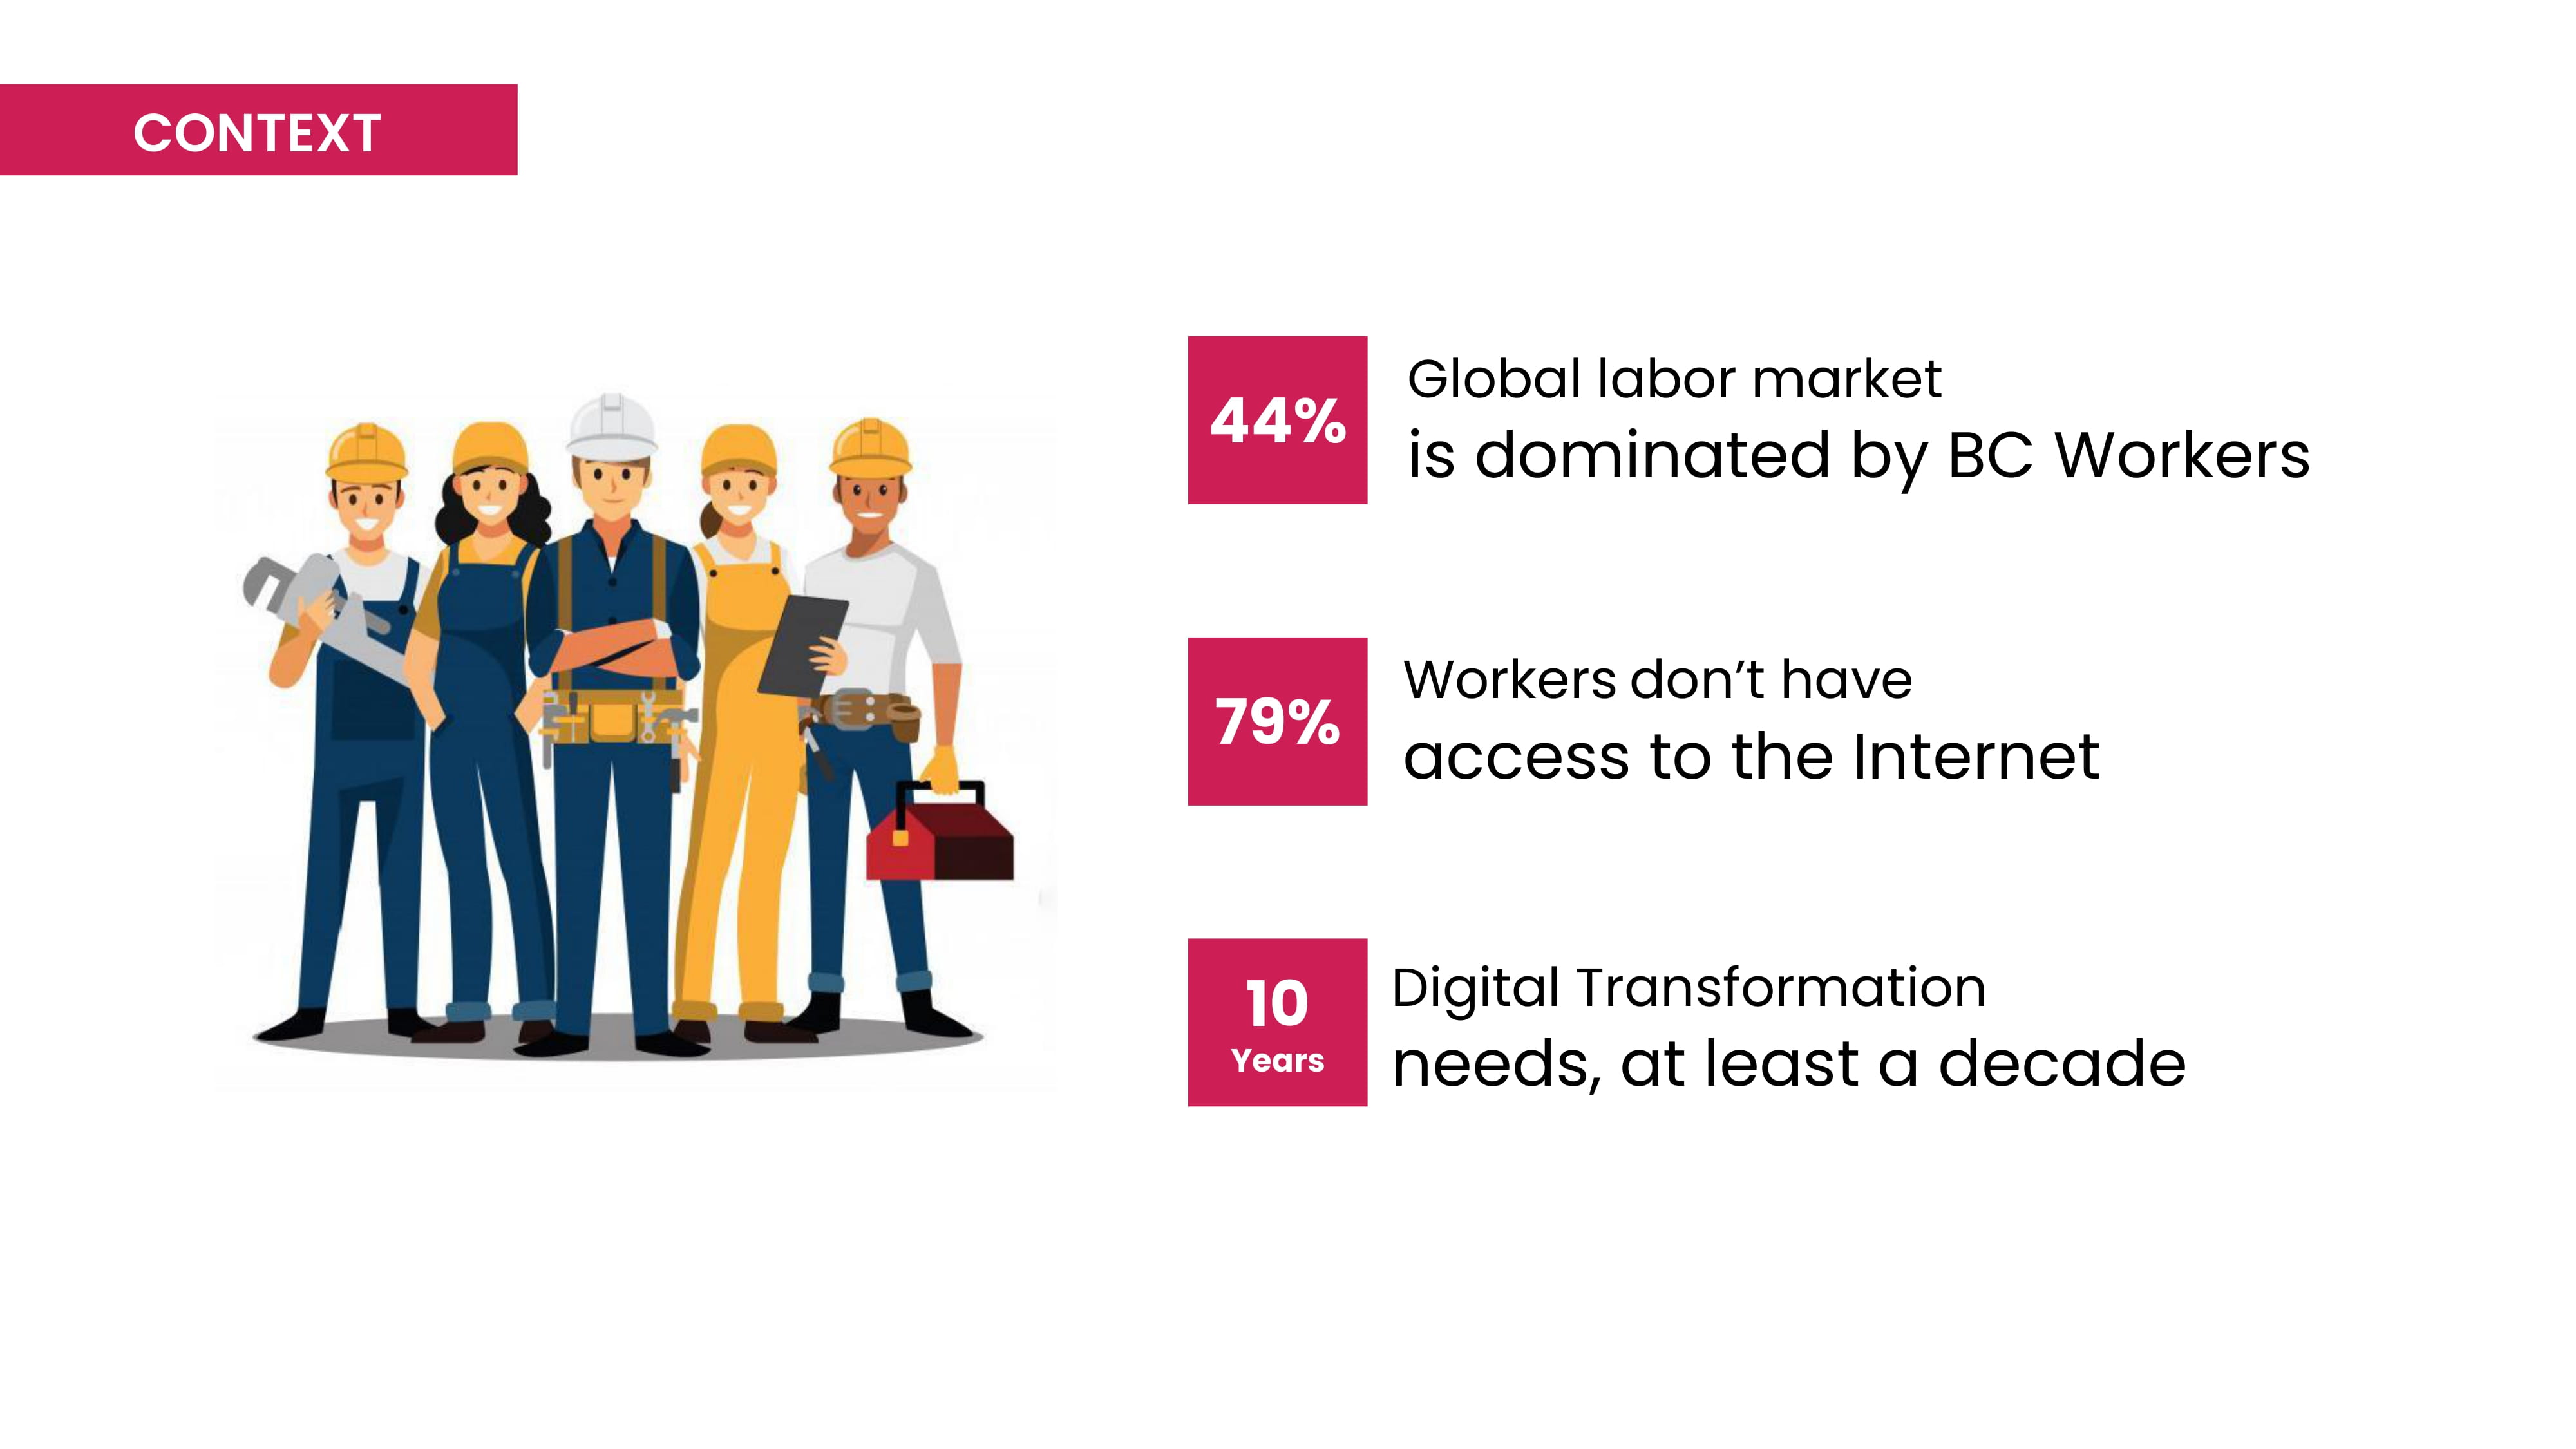 CONTEXT
44%
Global labor market
is dominated by BC Workers
79%
Workers don’t have
access to the Internet
10
Years
Digital Transformation
needs, at least a decade